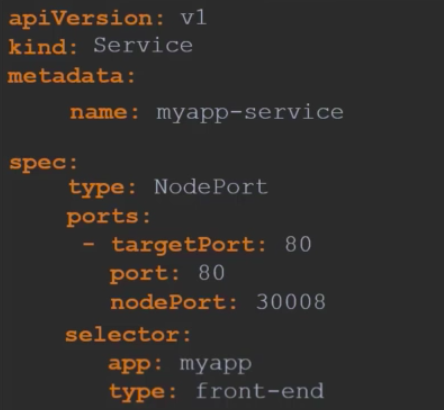 apiVersion: v1
kind: Service
metadata:
    name: myapp-service
spec:
    type: NodePort
    ports:
     - targetPort: 80
       port: 80
       nodePort: 30008
    selector:
       app: myapp
       type: front-end